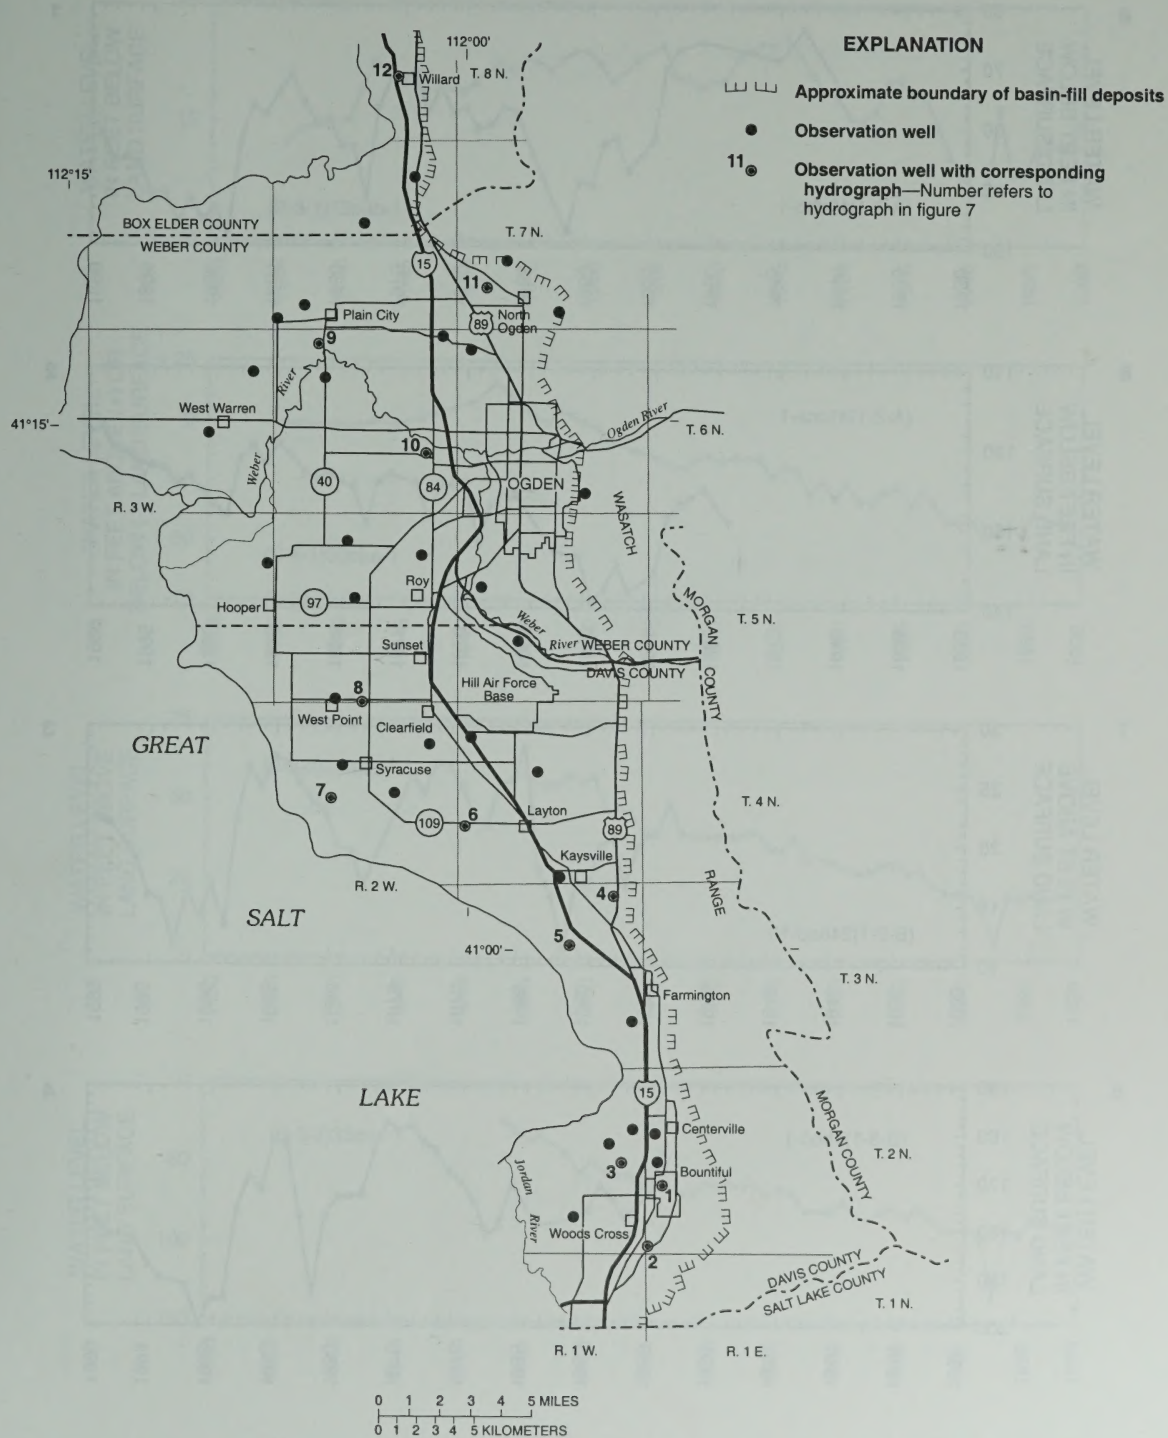 EXPLANATION
Approximate boundary of basin-fill deposits
Observation well
11 Observation well with corresponding
hydrograph—Number refers to
hydrograph in figure 7
112°00'
T. 8 N.
12
Willard
112°15'
BOX ELDER COUNTY
WEBER COUNTY
T. 7 N.
15
11
Plain City
89
North
Ogden
9
River
West Warren
41°15'
Ogden River
T. 6 N.
10
Weber
40
84
OGDEN
R. 3 W.
WASATCH
Roy
Hooper
97
MORGAN
COUNTY
T. 5 N.
Weber
River
WEBER COUNTY
DAVIS COUNTY
Sunset
Hill Air Force
Base
8
West Point
Clearfield
GREAT
Syracuse
7
T. 4 N.
109
6
Layton
89
Kaysville
R. 2 W.
4
RANGE
SALT
5
41°00'
T. 3 N.
Farmington
LAKE
15
MORGAN COUNTY
Centerville
T. 2 N.
3
Bountiful
1
Jordan
River
Woods Cross
2
DAVIS COUNTY
SALT LAKE COUNTY
T. 1 N.
R. 1 W.
R. 1 E.
0 1 2 3 4 5 MILES
0 1 2 3 4 5 KILOMETERS